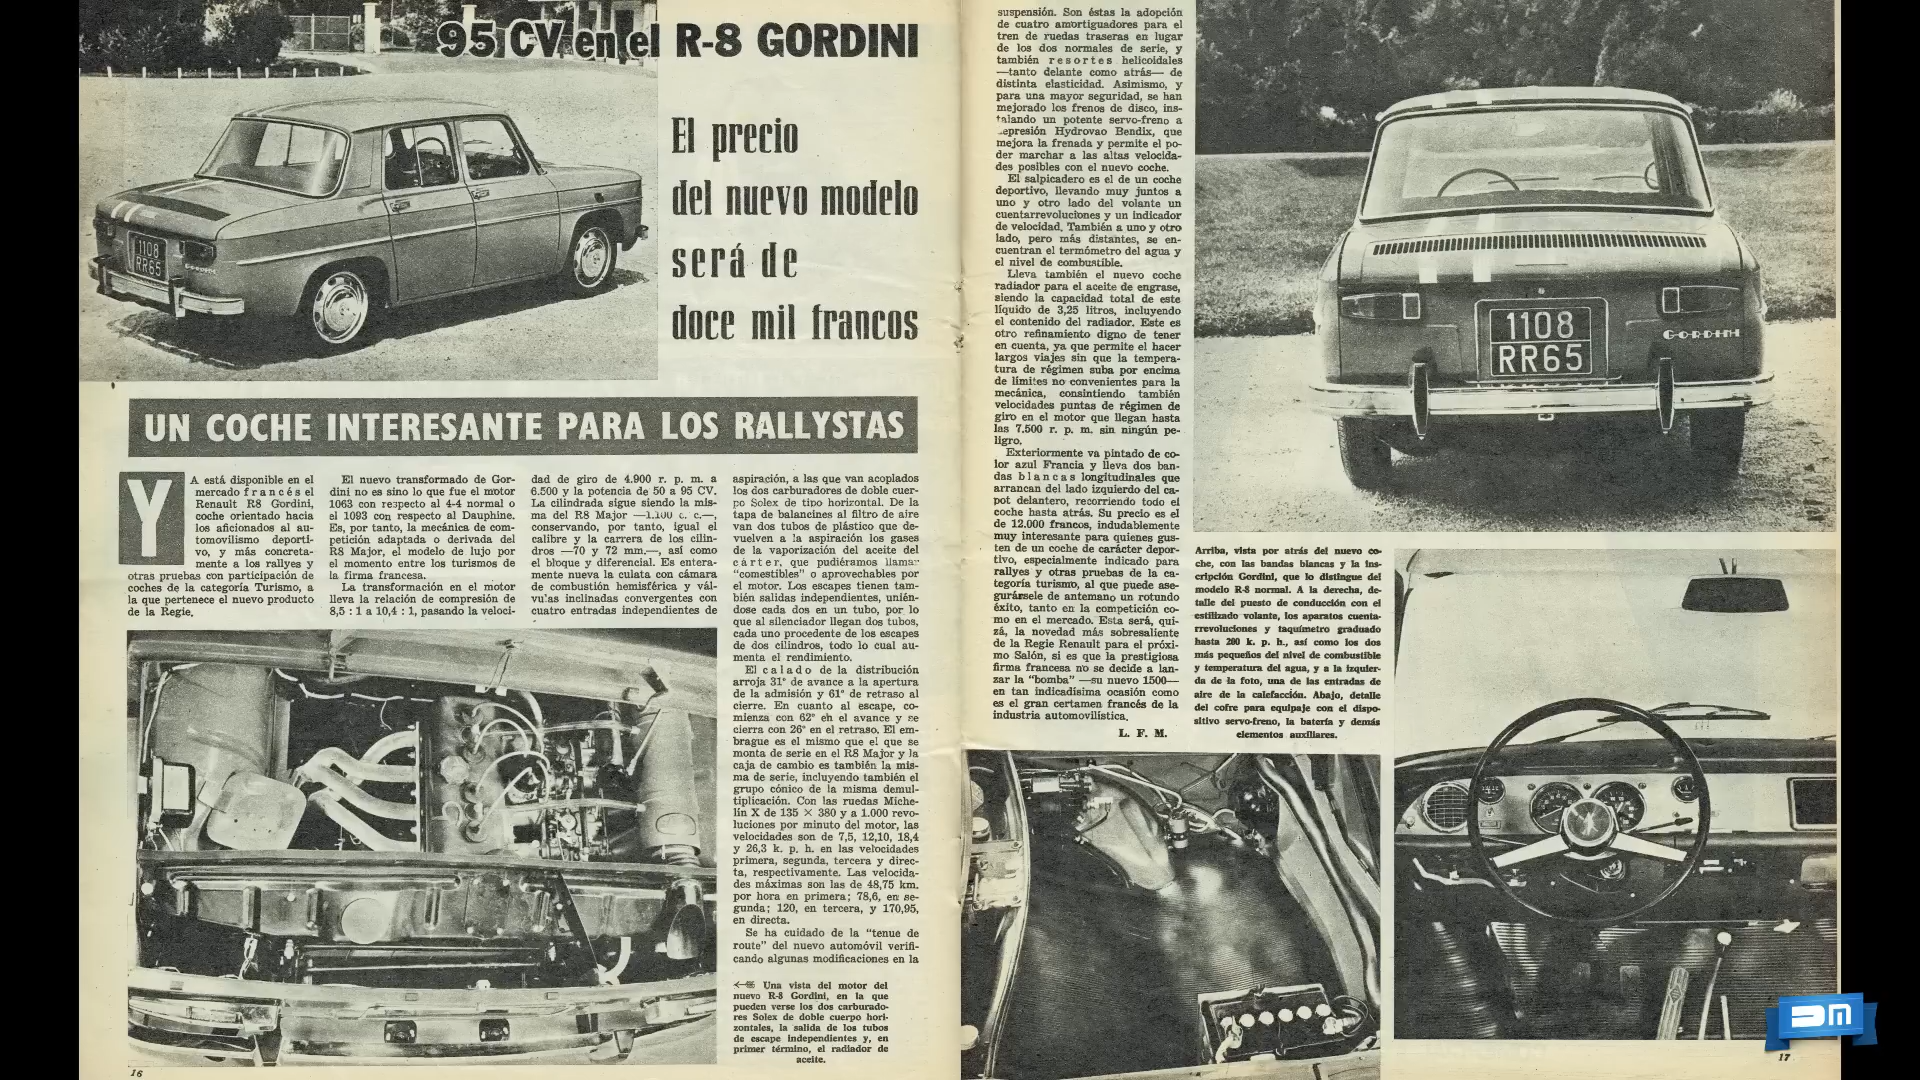 95 CV en el R-8 GORDINI
El precio
del nuevo modelo
será de
doce mil francos
1108
RR65
GORDINI
UN COCHE INTERESANTE PARA LOS RALLYSTAS
YA está disponible en el
mercado francés el
Renault R8 Gordini,
coche orientado hacia
los aficionados al au-
tomovilismo deporti-
vo, y más concreta-
mente a los rallyes y
otras pruebas con participación de
coches de la categoría Turismo, a
la que pertenece el nuevo producto
de la Regie.
El nuevo transformado de Gor-
dini no es sino lo que fue el motor
1063 con respecto al 4-4 normal o
el 1093 con respecto al Dauphine.
Es, por tanto, la mecánica de com-
petición adaptada o derivada del
R8 Major, el modelo de lujo por
el momento entre los turismos de
la firma francesa.
La transformación en el motor
lleva la relación de compresión de
8,5 : 1 a 10,4 : 1, pasando la veloci-
dad de giro de 4.900 r. p. m. a
6.500 y la potencia de 50 a 95 CV.
La cilindrada sigue siendo la mis-
ma del R8 Major —1.100 c. c.—,
conservando, por tanto, igual el
calibre y la carrera de los cilin-
dros —70 y 72 mm.—, así como
el bloque y diferencial. Es entera-
mente nueva la culata con cámara
de combustión hemisférica y vál-
vulas inclinadas convergentes con
cuatro entradas independientes de
aspiración, a las que van acoplados
los dos carburadores de doble cuer-
po Solex de tipo horizontal. De la
tapa de balancines al filtro de aire
van dos tubos de plástico que de-
vuelven a la aspiración los gases
de la vaporización del aceite del
cárter, que pudiéramos llamar
"comestibles" o aprovechables por
el motor. Los escapes tienen tam-
bién salidas independientes, unién-
dose cada dos en un tubo, por lo
que al silenciador llegan dos tubos,
cada uno procedente de los escapes
de dos cilindros, todo lo cual au-
menta el rendimiento.
El calado de la distribución
arroja 31° de avance a la apertura
de la admisión y 61° de retraso al
cierre. En cuanto al escape, co-
mienza con 62° en el avance y se
cierra con 26° en el retraso. El em-
brague es el mismo que el que se
monta de serie en el R8 Major y la
caja de cambio es también la mis-
ma de serie, incluyendo también el
grupo cónico de la misma demul-
tiplicación. Con las ruedas Miche-
lín X de 135 × 380 y a 1.000 revo-
luciones por minuto del motor, las
velocidades son de 7,5, 12,10, 18,4
y 26,3 k. p. h. en las velocidades
primera, segunda, tercera y direc-
ta, respectivamente. Las velocida-
des máximas son las de 48,75 km.
por hora en primera; 78,6, en se-
gunda; 120, en tercera, y 170,95,
en directa.
Se ha cuidado de la "tenue de
route" del nuevo automóvil verifi-
cando algunas modificaciones en la
Una vista del motor del
nuevo R-8 Gordini, en la que
pueden verse los dos carburado-
res Solex de doble cuerpo hori-
zontales, la salida de los tubos
de escape independientes y, en
primer término, el radiador de
aceite.
16
suspensión. Son éstas la adopción
de cuatro amortiguadores para el
tren de ruedas traseras en lugar
de los dos normales de serie, y
también resortes helicoidales
—tanto delante como atrás— de
distinta elasticidad. Asimismo, y
para una mayor seguridad, se han
mejorado los frenos de disco, ins-
talando un potente servo-freno a
depresión Hydrovao Bendix, que
mejora la frenada y permite el po-
der marchar a las altas velocida-
des posibles con el nuevo coche.
El salpicadero es el de un coche
deportivo, llevando muy juntos a
uno y otro lado del volante un
cuentarrevoluciones y un indicador
de velocidad. También a uno y otro
lado, pero más distantes, se en-
cuentran el termómetro del agua y
el nivel de combustible.
Lleva también el nuevo coche
radiador para el aceite de engrase,
siendo la capacidad total de este
líquido de 3,25 litros, incluyendo
el contenido del radiador. Este es
otro refinamiento digno de tener
en cuenta, ya que permite el hacer
largos viajes sin que la tempera-
tura de régimen suba por encima
de límites no convenientes para la
mecánica, consintiendo también
velocidades puntas de régimen de
giro en el motor que llegan hasta
las 7.500 r. p. m. sin ningún pe-
ligro.
Exteriormente va pintado de co-
lor azul Francia y lleva dos ban-
das blancas longitudinales que
arrancan del lado izquierdo del ca-
pot delantero, recorriendo todo el
coche hasta atrás. Su precio es el
de 12.000 francos, indudablemente
muy interesante para quienes gus-
ten de un coche de carácter depor-
tivo, especialmente indicado para
rallyes y otras pruebas de la ca-
tegoría turismo, al que puede ase-
gurársele de antemano un rotundo
éxito, tanto en la competición co-
mo en el mercado. Esta será, qui-
zá, la novedad más sobresaliente
de la Regie Renault para el próxi-
mo Salón, si es que la prestigiosa
firma francesa no se decide a lan-
zar la "bomba" —su nuevo 1500—
en tan indicadísima ocasión como
es el gran certamen francés de la
industria automovilística.
L. F. M.
1108
RR65
GORDINI
Arriba, vista por atrás del nuevo co-
che, con las bandas blancas y la ins-
cripción Gordini, que lo distingue del
modelo R-8 normal. A la derecha, de-
talle del puesto de conducción con el
estilizado volante, los aparatos cuenta-
rrevoluciones y taquímetro graduado
hasta 200 k. p. h., así como los dos
más pequeños del nivel de combustible
y temperatura del agua, y a la izquier-
da de la foto, una de las entradas de
aire de la calefacción. Abajo, detalle
del cofre para equipaje con el dispo-
sitivo servo-freno, la batería y demás
elementos auxiliares.
17